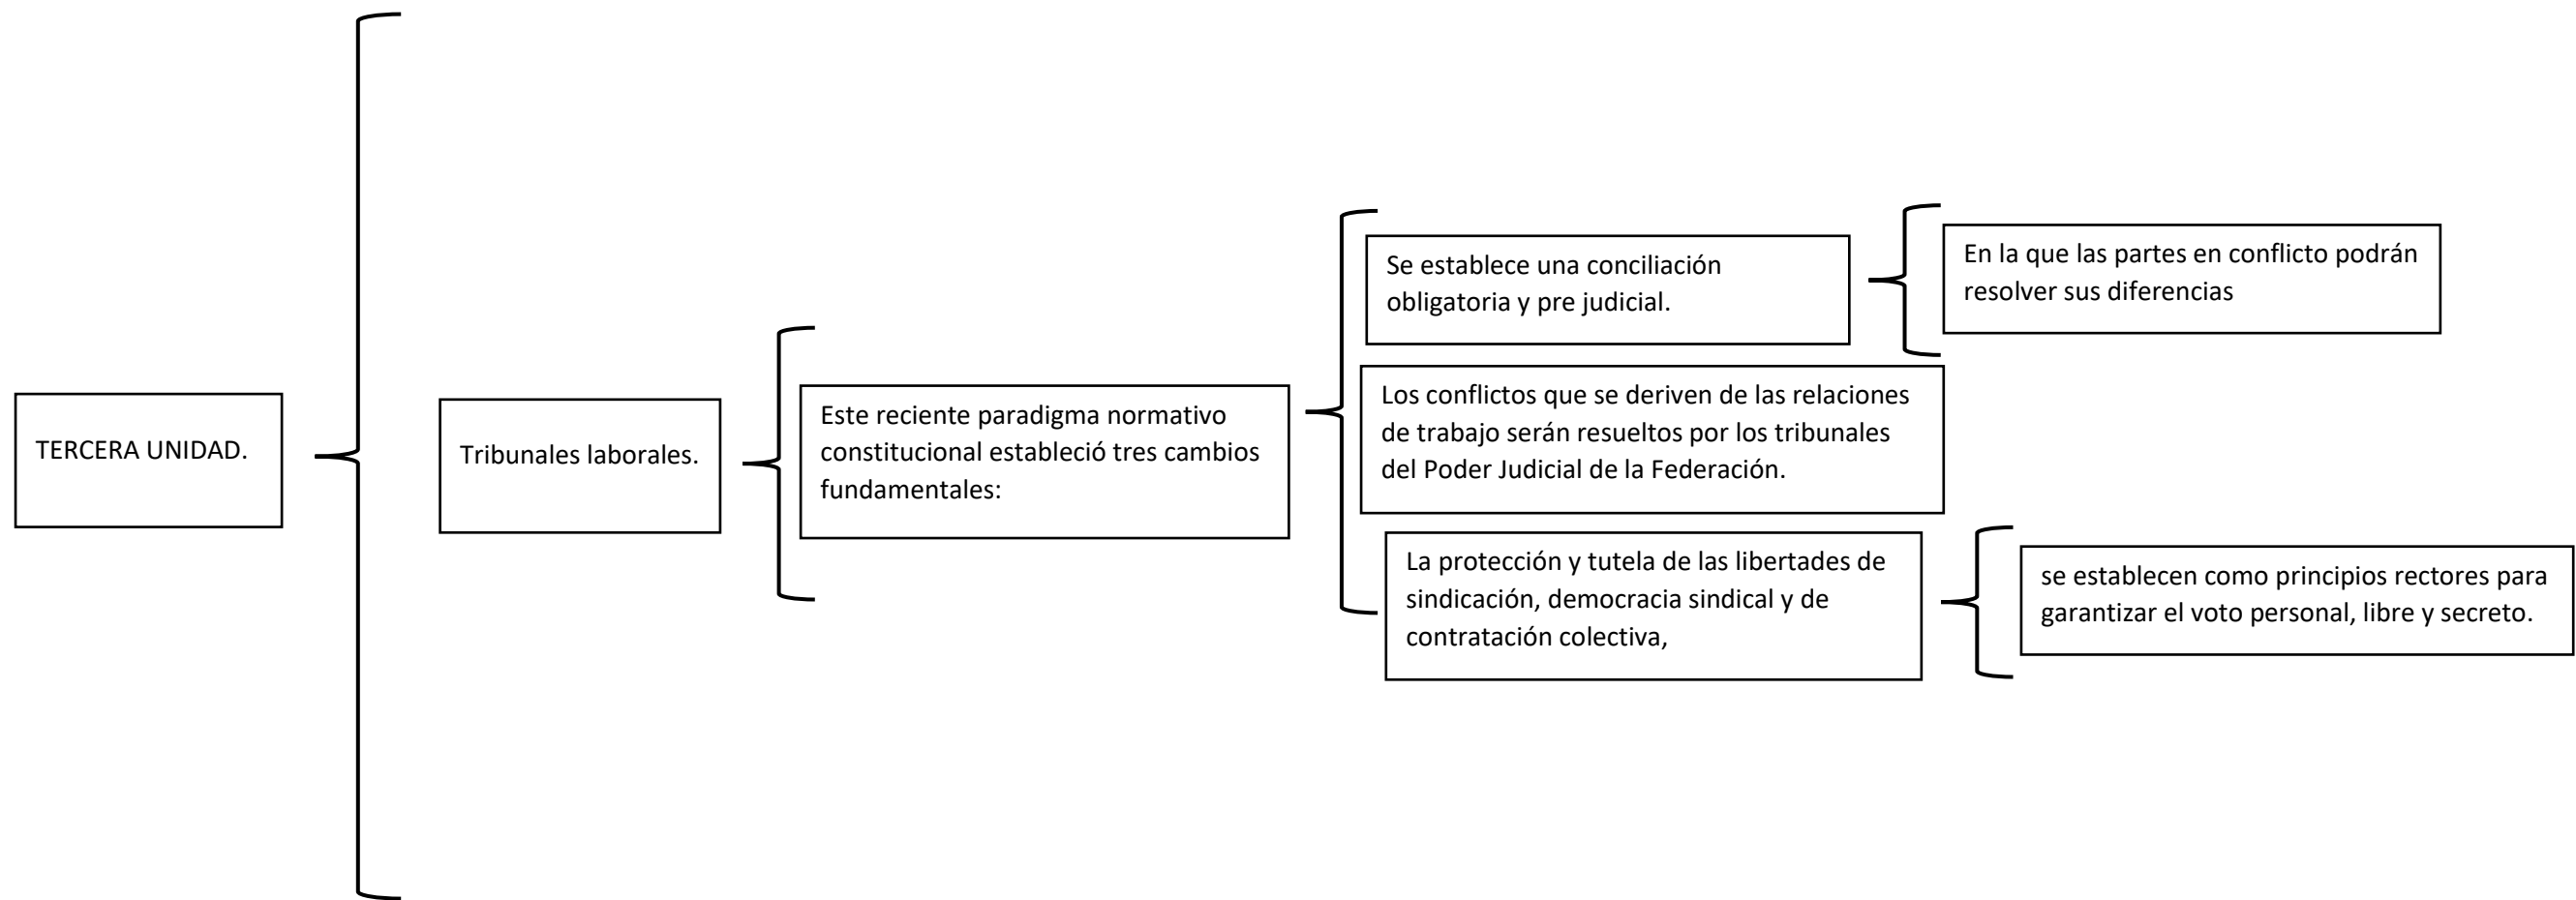 TERCERA UNIDAD.
Tribunales laborales.
Este reciente paradigma normativo
constitucional estableció tres cambios
fundamentales:
Se establece una conciliación
obligatoria y pre judicial.
En la que las partes en conflicto podrán
resolver sus diferencias
Los conflictos que se deriven de las relaciones
de trabajo serán resueltos por los tribunales
del Poder Judicial de la Federación.
La protección y tutela de las libertades de
sindicación, democracia sindical y de
contratación colectiva,
se establecen como principios rectores para
garantizar el voto personal, libre y secreto.